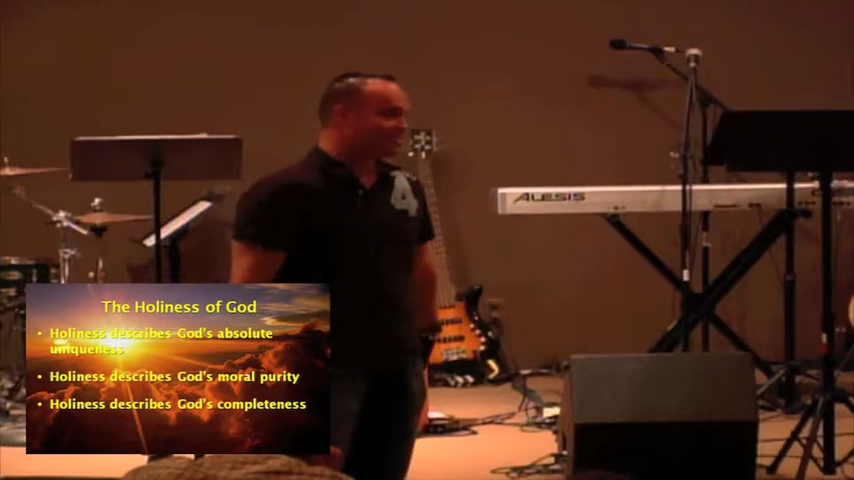 4
ALESIS
The Holiness of God
• Holiness describes God's absolute
uniqueness
• Holiness describes God's moral purity
• Holiness describes God's completeness